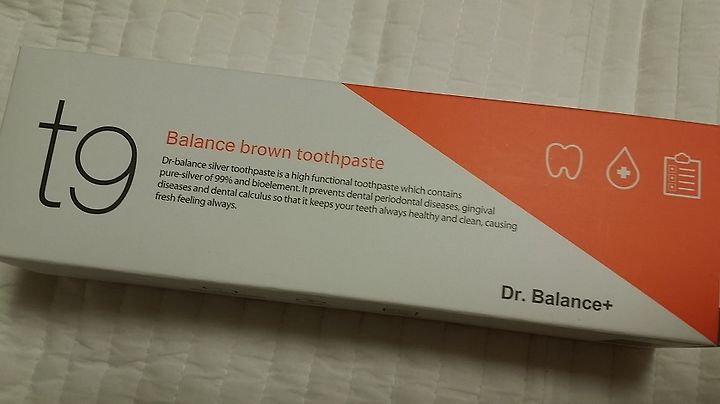 t9
Balance brown toothpaste
Dr-balance silver toothpaste is a high functional toothpaste which contains
pure-silver of 99% and bioelement. It prevents dental periodontal diseases, gingival
diseases and dental calculus so that it keeps your teeth always healthy and clean, causing
fresh feeling always.
Dr. Balance+